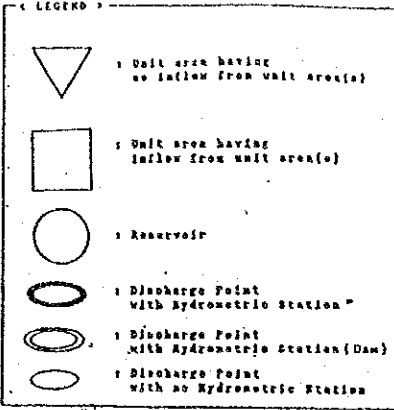 < LEGEND >
: Unit area having
no inflow from unit area(s)
: Unit area having
inflow from unit area(s)
: Reservoir
: Discharge Point
with Hydrometric Station
: Discharge Point
with Hydrometric Station (Dam)
: Discharge Point
with no Hydrometric Station